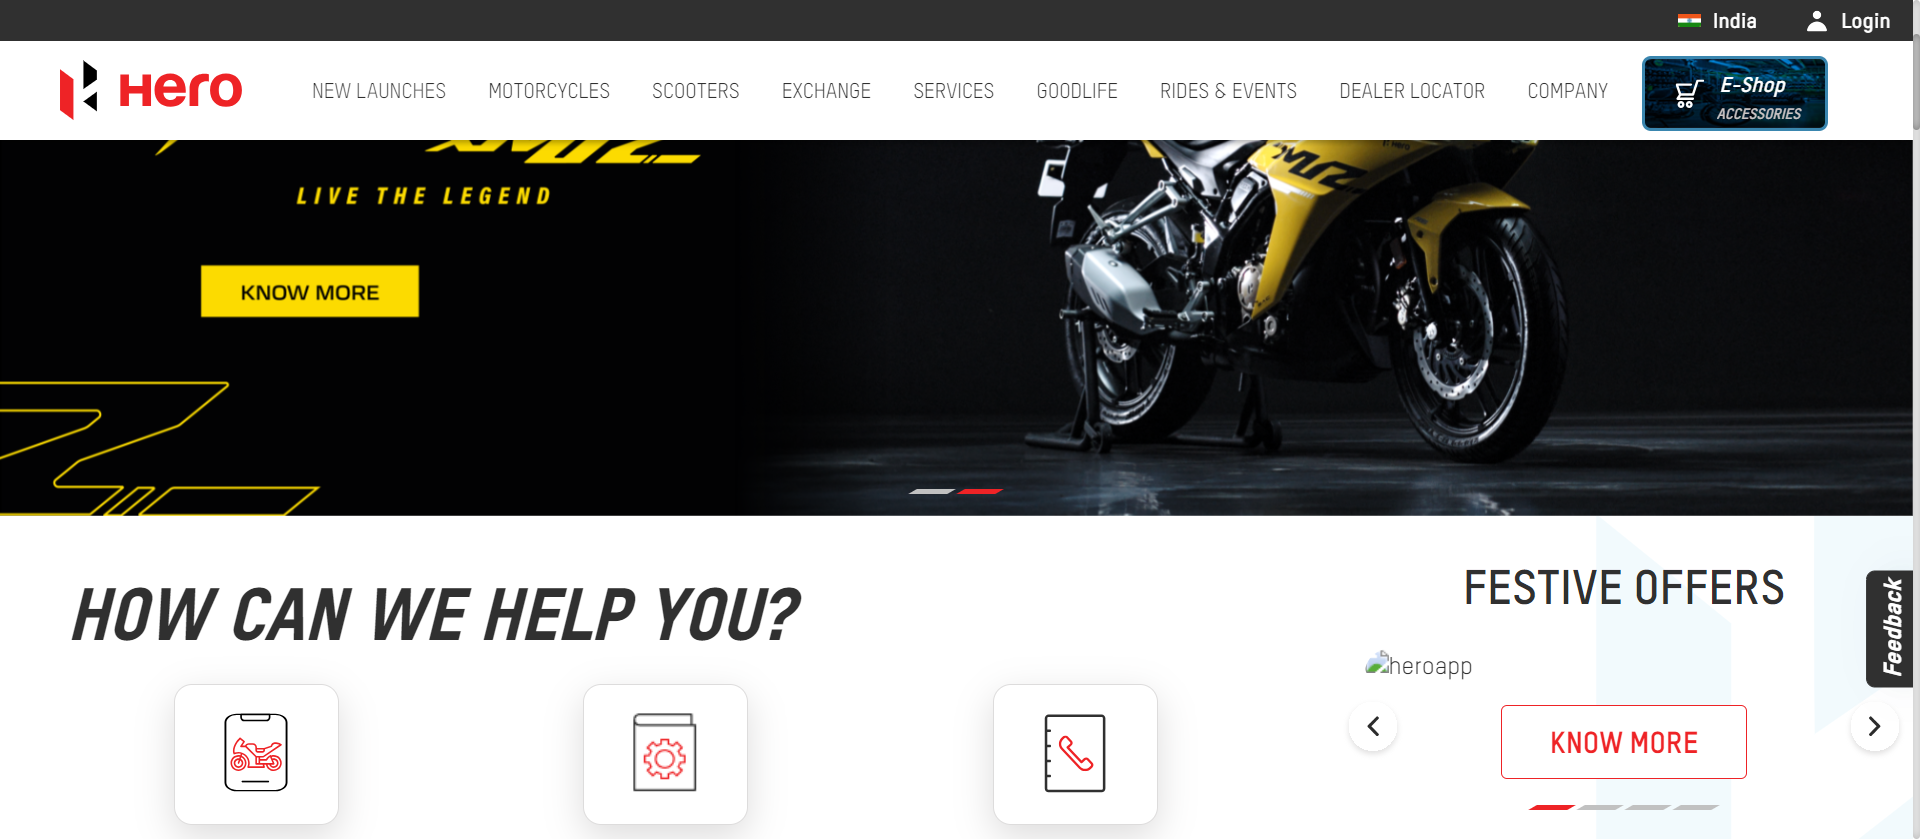 India
Login
Hero
NEW LAUNCHES
MOTORCYCLES
SCOOTERS
EXCHANGE
SERVICES
GOODLIFE
RIDES & EVENTS
DEALER LOCATOR
COMPANY
E-Shop
ACCESSORIES
LIVE THE LEGEND
KNOW MORE
HOW CAN WE HELP YOU?
FESTIVE OFFERS
heroapp
KNOW MORE
Feedback